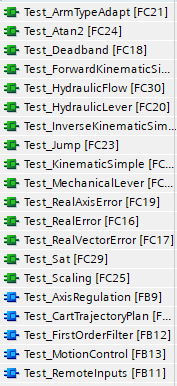 Test_ArmTypeAdapt [FC21]
Test_Atan2 [FC24]
Test_Deadband [FC18]
Test_ForwardKinematicSi...
Test_HydraulicFlow [FC30]
Test_HydraulicLever [FC20]
Test_InverseKinematicSim...
Test_Jump [FC23]
Test_KinematicSimple [FC...
Test_MechanicalLever [FC...
Test_RealAxisError [FC19]
Test_RealError [FC16]
Test_RealVectorError [FC17]
Test_Sat [FC29]
Test_Scaling [FC25]
Test_AxisRegulation [FB9]
Test_CartTrajectoryPlan [F...
Test_FirstOrderFilter [FB12]
Test_MotionControl [FB13]
Test_RemoteInputs [FB11]